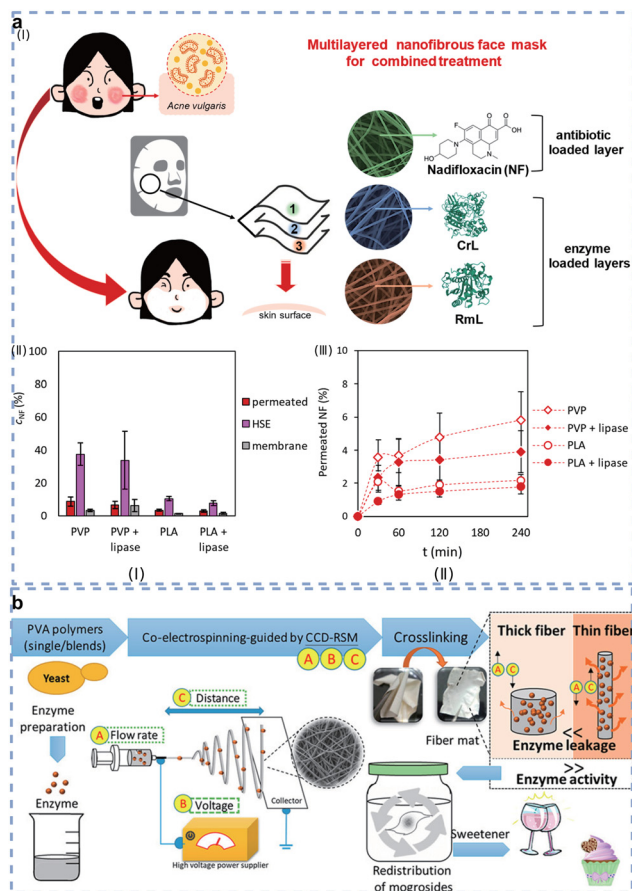 a
(I)
Multilayered nanofibrous face mask
for combined treatment
Acne vulgaris
F
O
O
OH
N
N
HO
N
Nadifloxacin (NF)
antibiotic
loaded layer
1
2
3
CrL
enzyme
loaded layers
RmL
skin surface
(II)
100
80
60
40
20
0
cNF (%)
permeated
HSE
membrane
PVP
PVP +
lipase
PLA
PLA +
lipase
(I)
(III)
10
8
6
4
2
0
Permeated NF (%)
0
60
120
180
240
t (min)
PVP
PVP + lipase
PLA
PLA + lipase
(II)
b
PVA polymers
(single/blends)
Co-electrospinning-guided by CCD-RSM
A B C
Crosslinking
Thick fiber
Thin fiber
A C
A C
<<
Enzyme leakage
>>
Enzyme activity
Yeast
Enzyme
preparation
Enzyme
C Distance
A Flow rate
B Voltage
Collector
High voltage power supplier
Fiber mat
Redistribution
of mogrosides
Sweetener